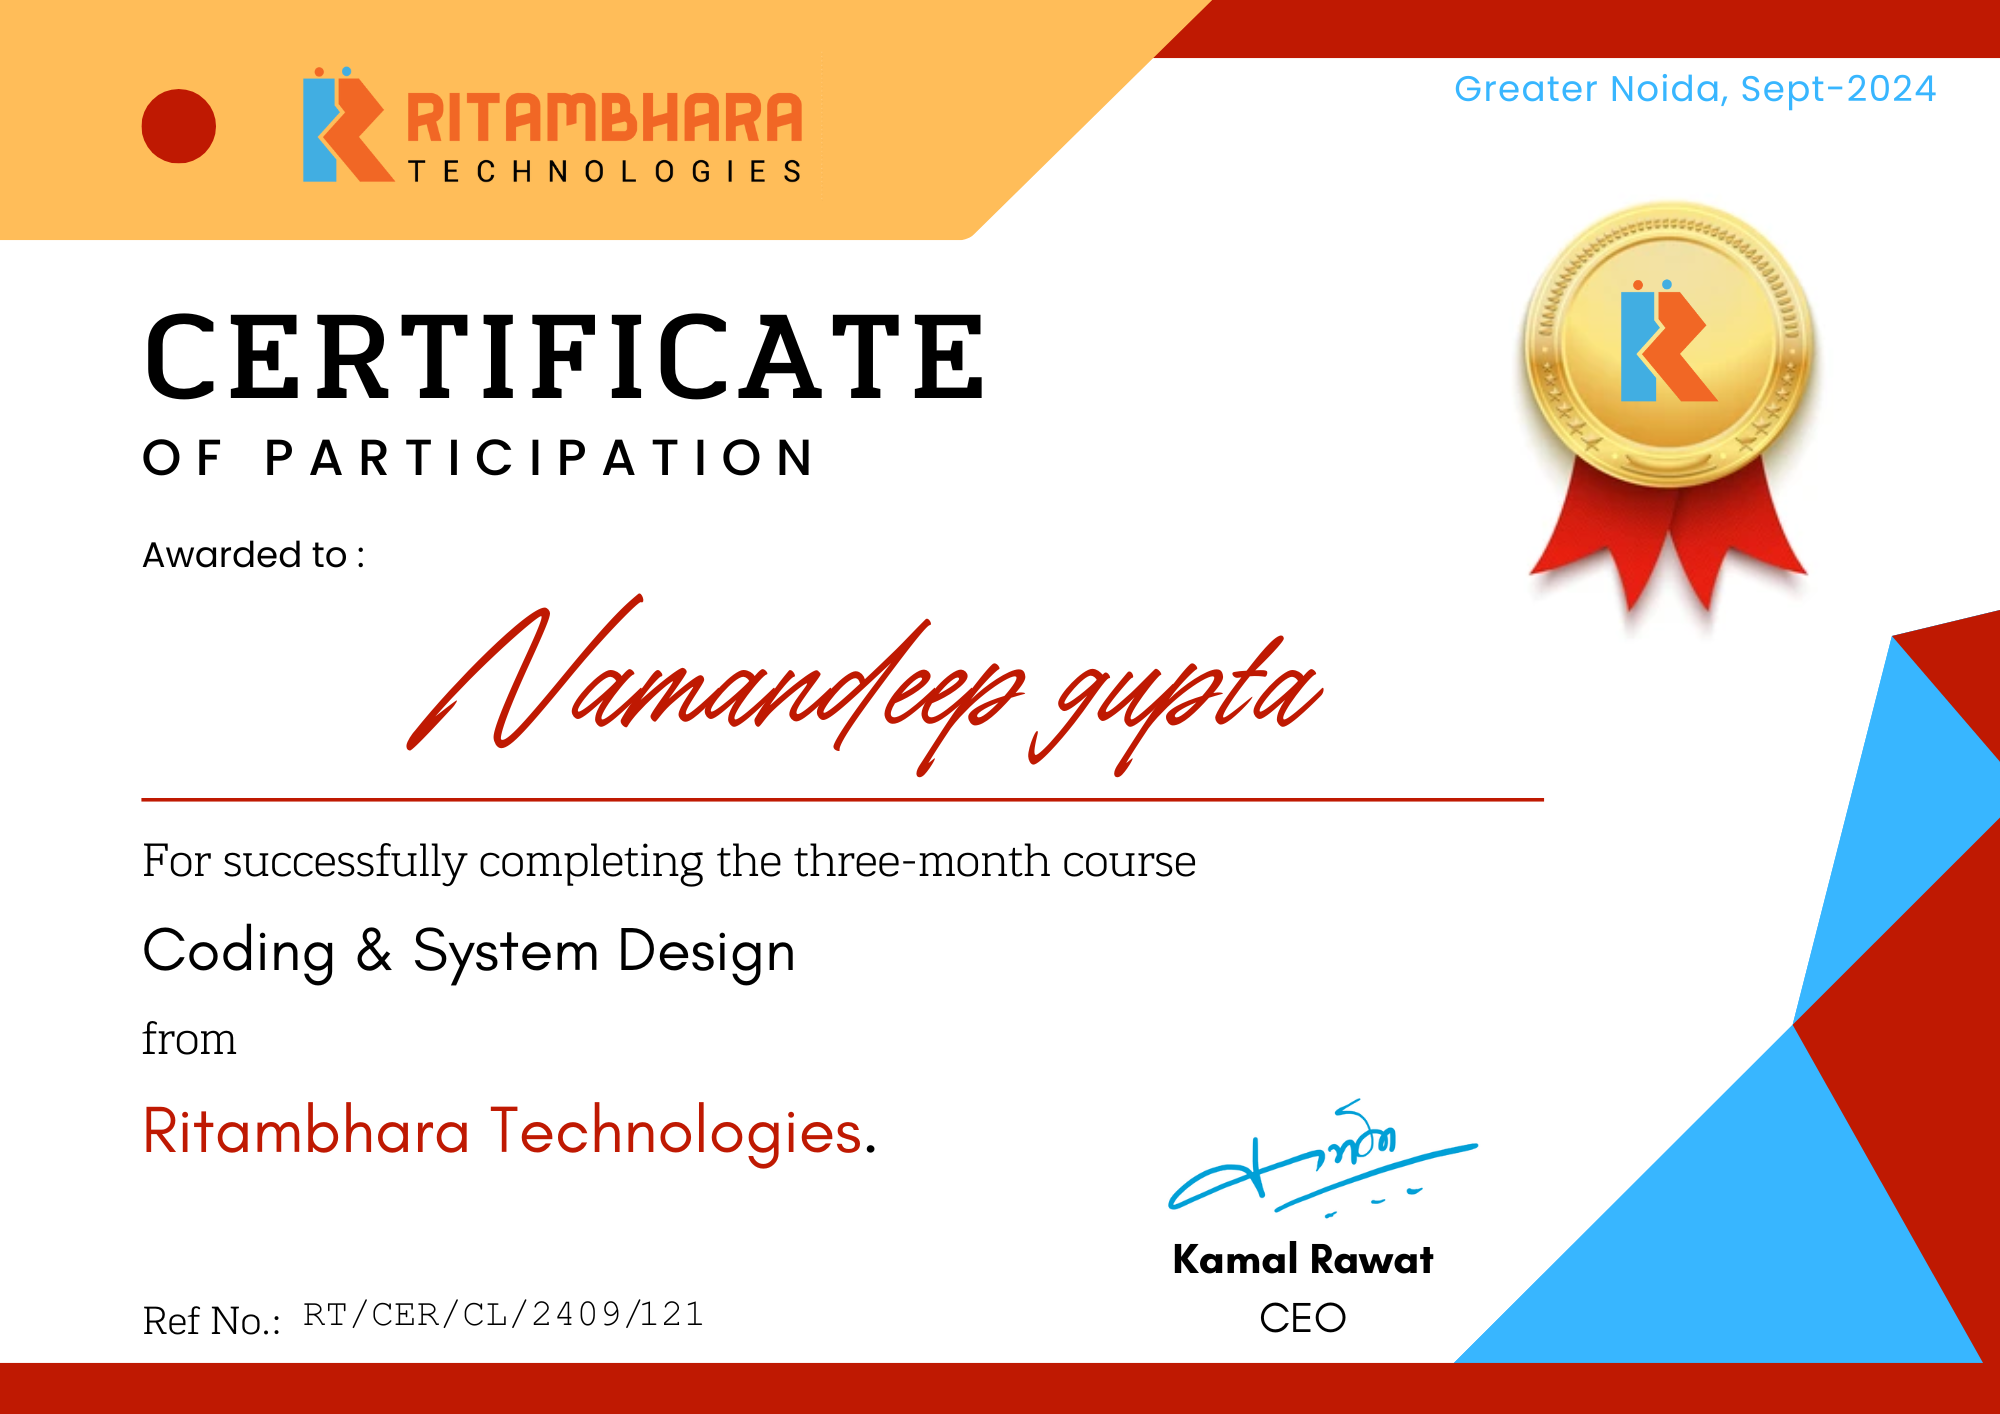 RITAMBHARA
TECHNOLOGIES
Greater Noida, Sept-2024
CERTIFICATE
OF PARTICIPATION
Awarded to :
Namandeep gupta
For successfully completing the three-month course
Coding & System Design
from
Ritambhara Technologies.
Kamal Rawat
CEO
Ref No.: RT/CER/CL/2409/121